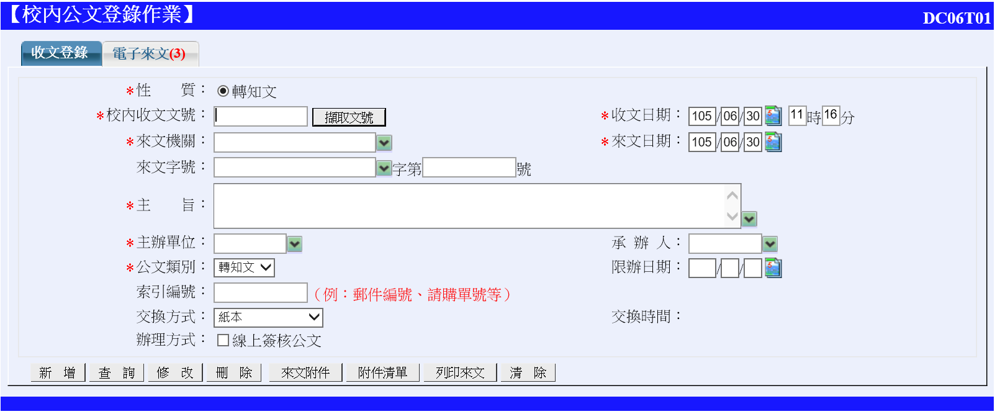 【校內公文登錄作業】 DC06T01
收文登錄 電子來文(3)
*性　　質： 轉知文
*校內收文文號： 擷取文號 *收文日期： 105/06/30 11時16分
*來文機關： *來文日期： 105/06/30
來文字號： 字第 號
*主　　旨：
*主辦單位： 承 辦 人：
*公文類別： 轉知文 限辦日期： / /
索引編號： （例：郵件編號、請購單號等）
交換方式： 紙本 交換時間：
辦理方式： 線上簽核公文
新　增 查　詢 修　改 刪　除 來文附件 附件清單 列印來文 清　除